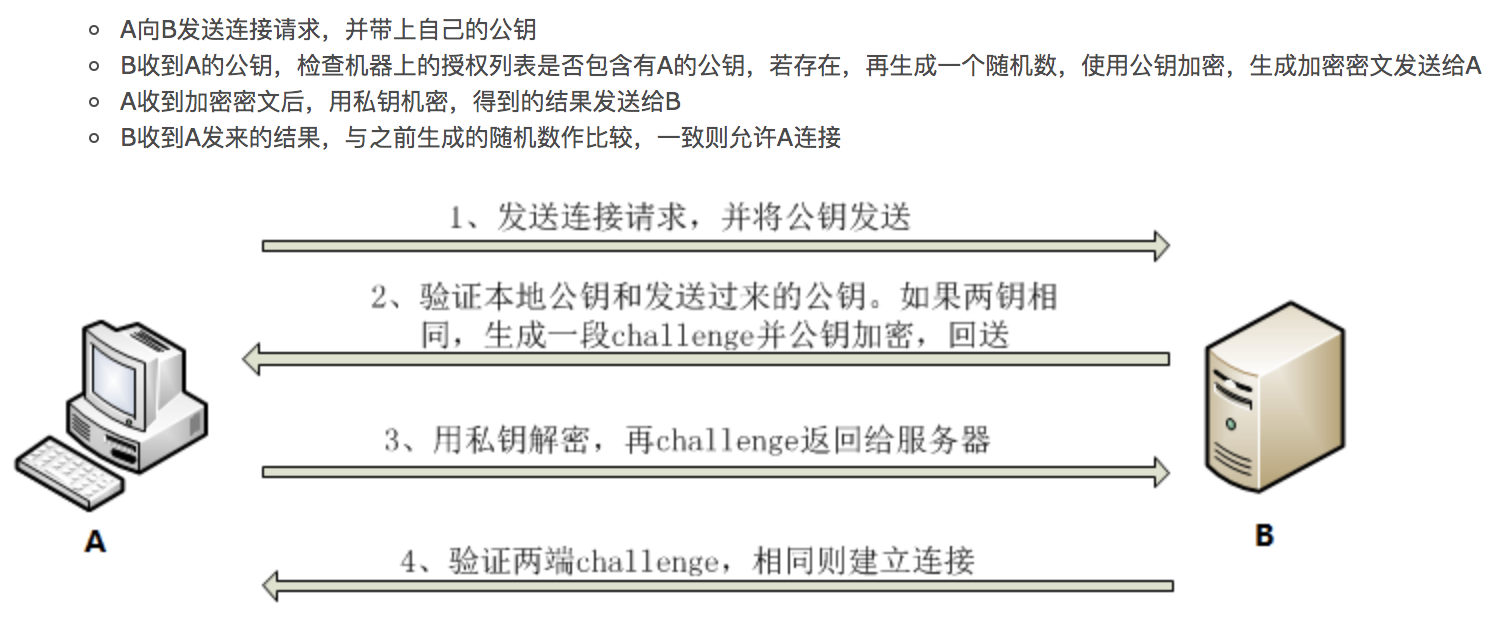 A向B发送连接请求，并带上自己的公钥
B收到A的公钥，检查机器上的授权列表是否包含有A的公钥，若存在，再生成一个随机数，使用公钥加密，生成加密密文发送给A
A收到加密密文后，用私钥机密，得到的结果发送给B
B收到A发来的结果，与之前生成的随机数作比较，一致则允许A连接
1、发送连接请求，并将公钥发送
2、验证本地公钥和发送过来的公钥。如果两钥相
同，生成一段challenge并公钥加密，回送
3、用私钥解密，再challenge返回给服务器
4、验证两端challenge，相同则建立连接
A
B